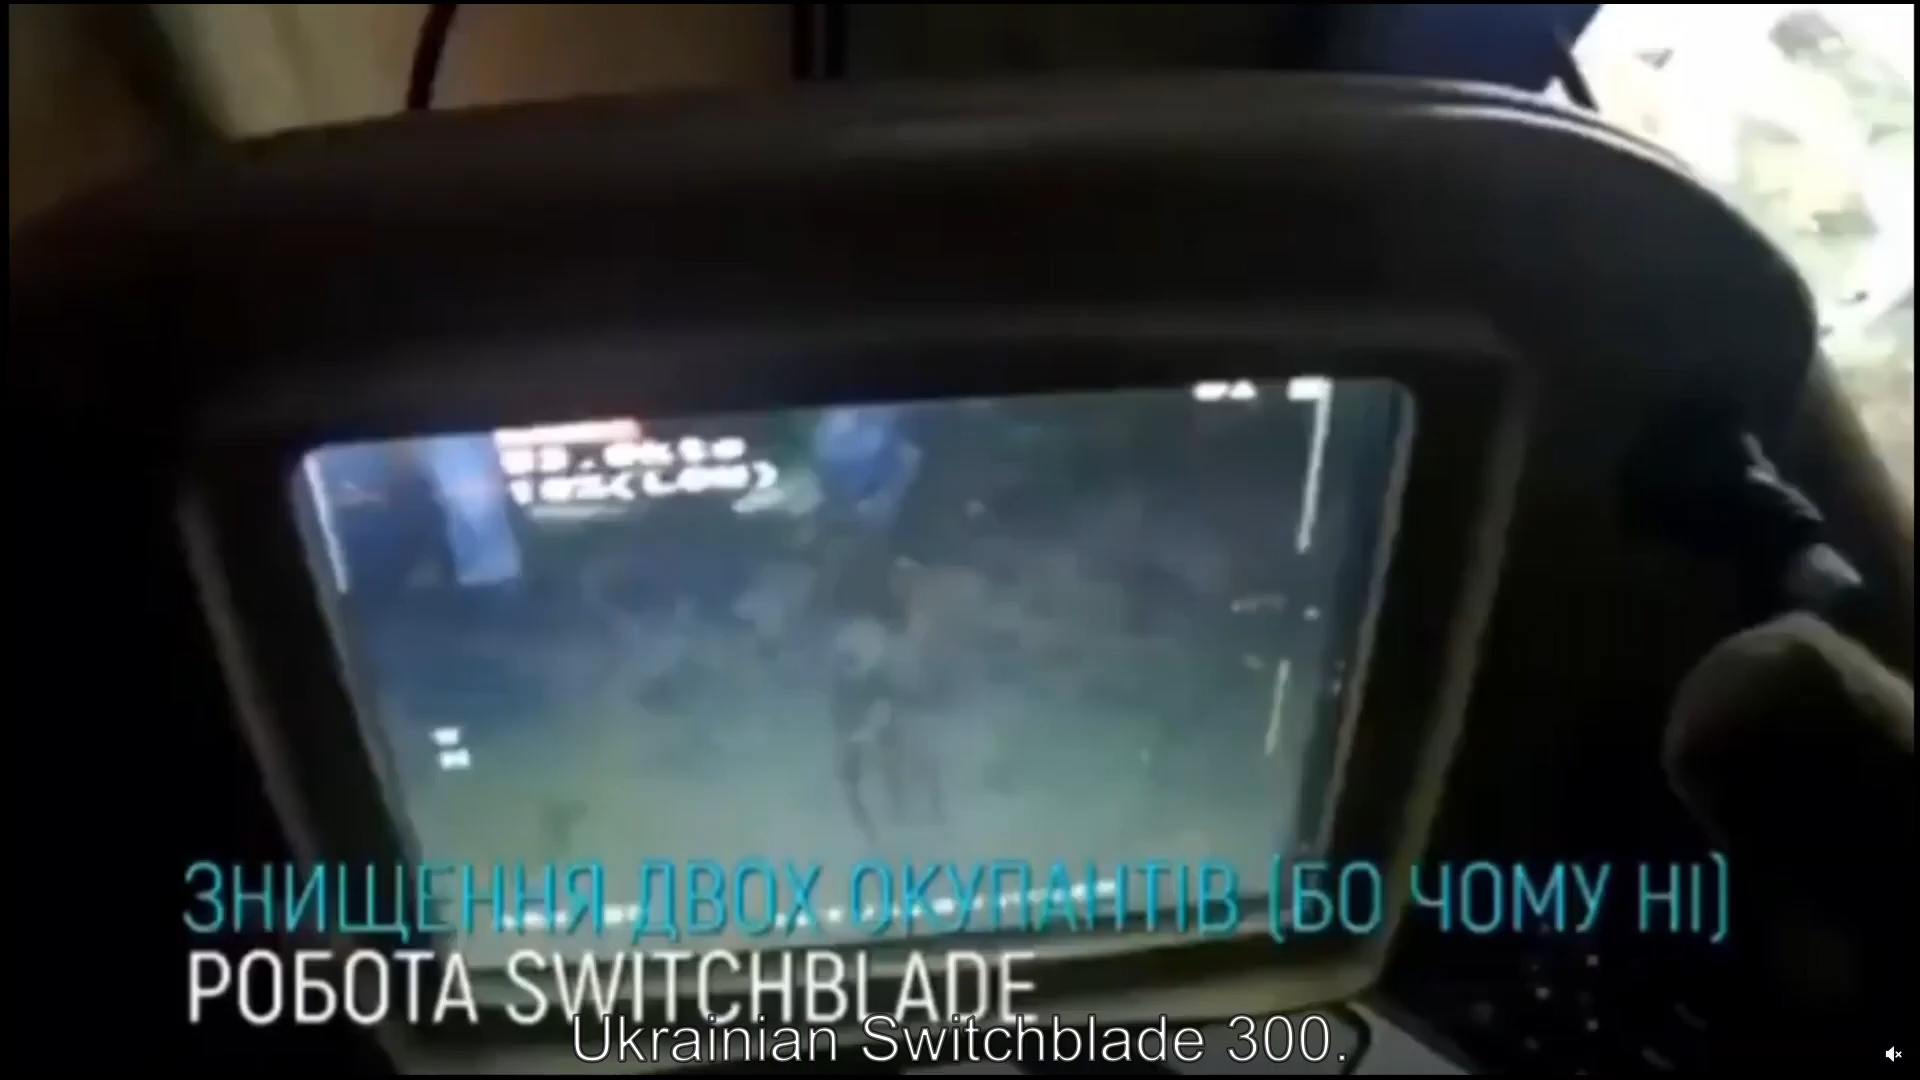 ЗНИЩЕННЯ ДВОХ ОКУПАНТІВ (БО ЧОМУ НІ)
РОБОТА SWITCHBLADE
Ukrainian Switchblade 300.